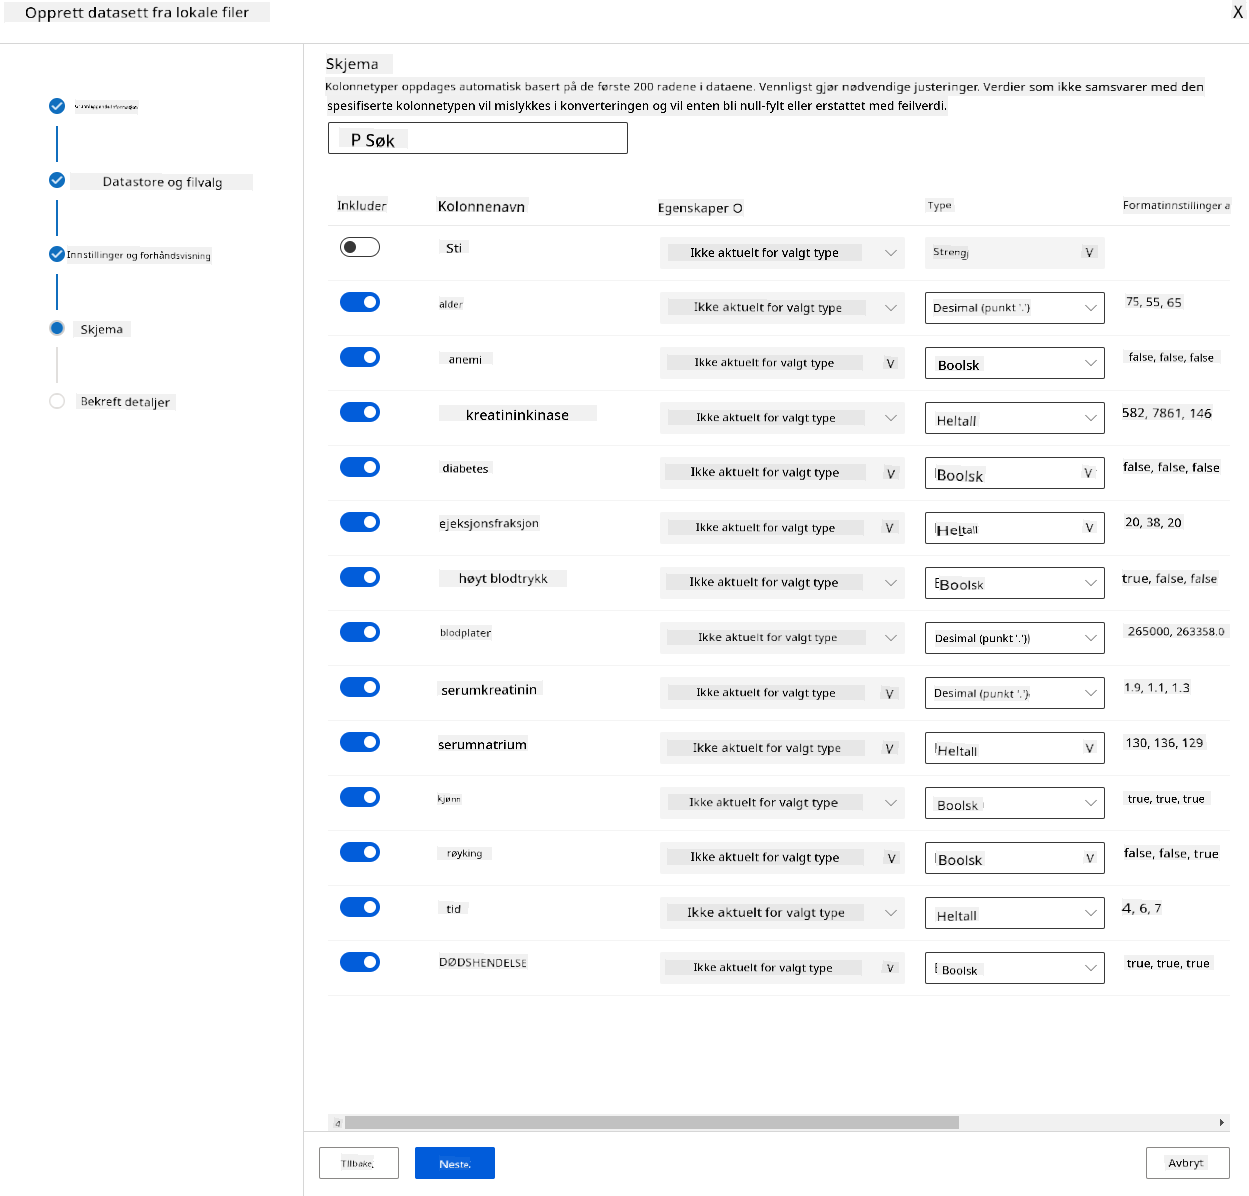 Opprett datasett fra lokale filer
X
Grunnleggende informasjon
Datastore og filvalg
Innstillinger og forhåndsvisning
Skjema
Bekreft detaljer
Skjema
Kolonnetyper oppdages automatisk basert på de første 200 radene i dataene. Vennligst gjør nødvendige justeringer. Verdier som ikke samsvarer med den
spesifiserte kolonnetypen vil mislykkes i konverteringen og vil enten bli null-fylt eller erstattet med feilverdi.
P Søk
Inkluder Kolonnenavn Egenskaper O Type Formatinnstillinger a
Sti Ikke aktuelt for valgt type Streng V
alder Ikke aktuelt for valgt type Desimal (punkt '.') 75, 55, 65
anemi Ikke aktuelt for valgt type V Boolsk false, false, false
kreatininkinase Ikke aktuelt for valgt type Heltall 582, 7861, 146
diabetes Ikke aktuelt for valgt type V Boolsk V false, false, false
ejeksjonsfraksjon Ikke aktuelt for valgt type V Heltall V 20, 38, 20
høyt blodtrykk Ikke aktuelt for valgt type Boolsk true, false, false
blodplater Ikke aktuelt for valgt type Desimal (punkt '.') 265000, 263358.0
serumkreatinin Ikke aktuelt for valgt type V Desimal (punkt '.') 1.9, 1.1, 1.3
serumnatrium Ikke aktuelt for valgt type V Heltall V 130, 136, 129
kjønn Ikke aktuelt for valgt type Boolsk true, true, true
røyking Ikke aktuelt for valgt type V Boolsk V false, false, true
tid Ikke aktuelt for valgt type Heltall 4, 6, 7
DØDSHENDELSE Ikke aktuelt for valgt type V Boolsk true, true, true
Tilbake. Neste. Avbryt